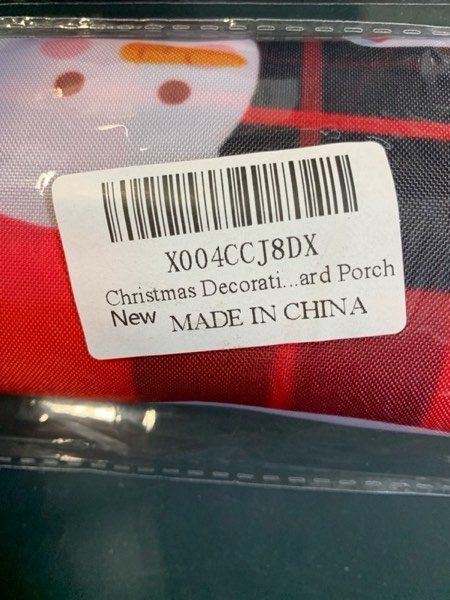 X004CCJ8DX
Christmas Decorati...ard Porch
New MADE IN CHINA